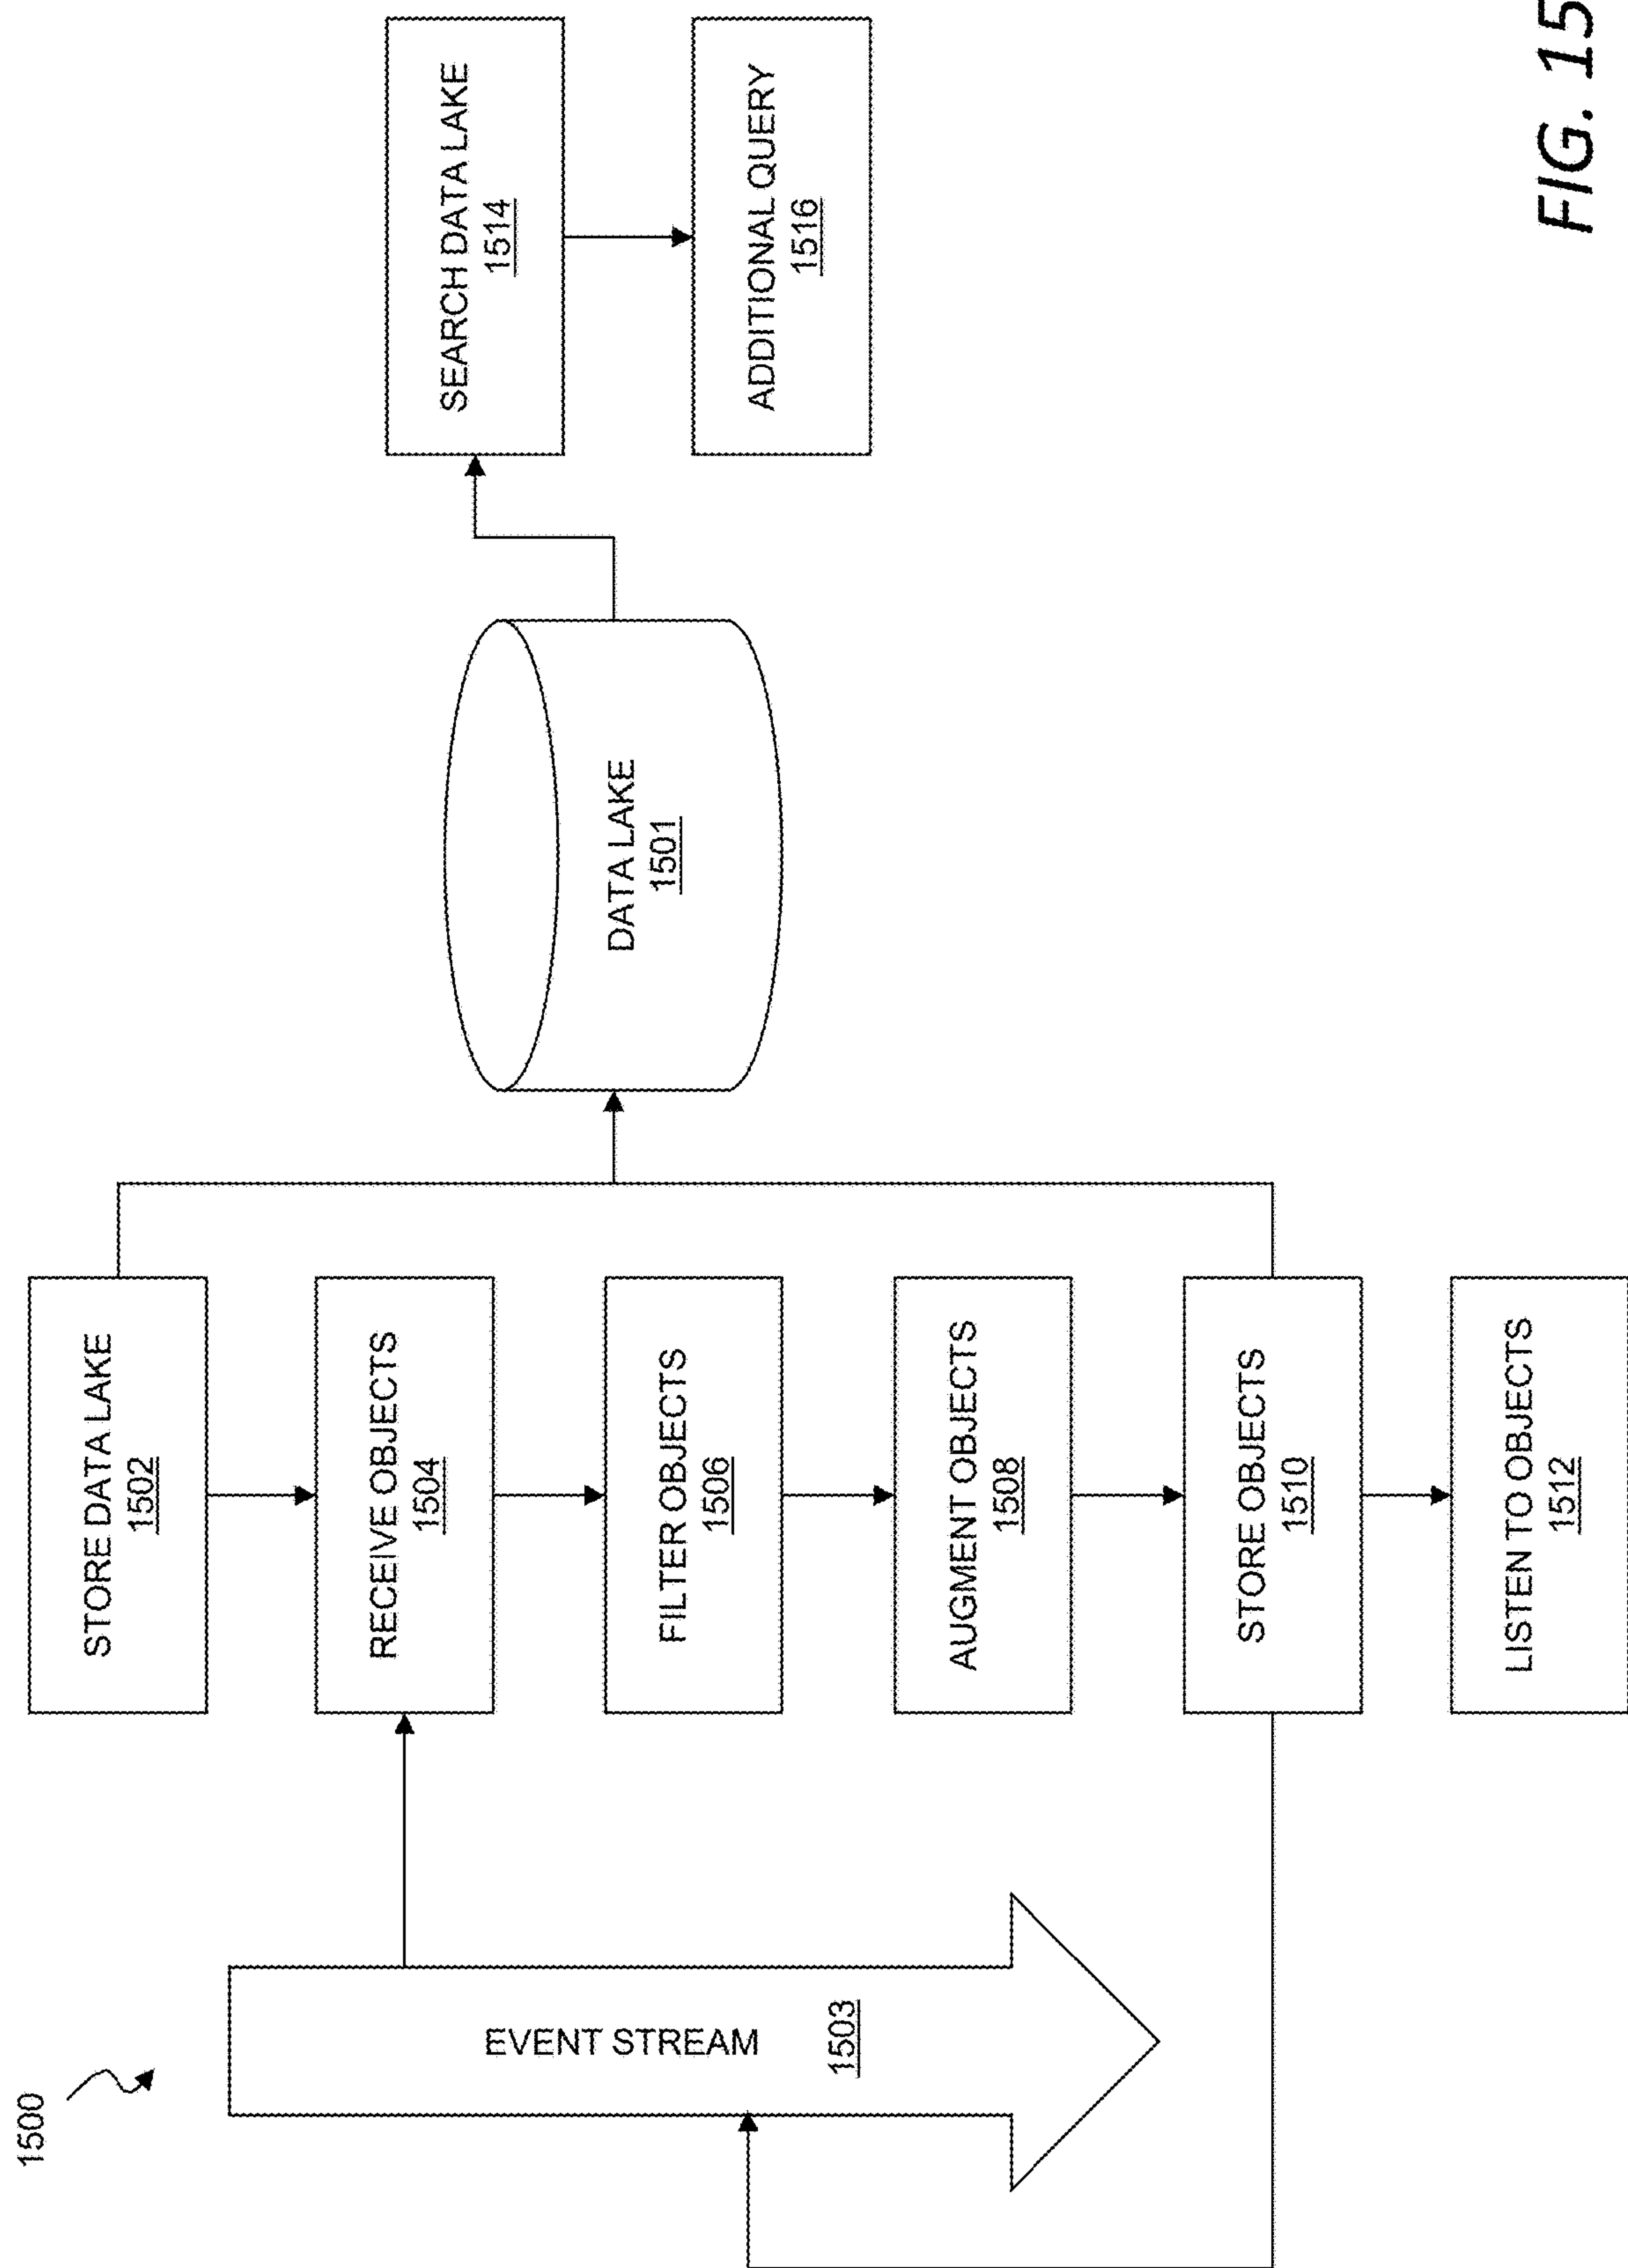 1500
EVENT STREAM
1503
STORE DATA LAKE
1502
RECEIVE OBJECTS
1504
FILTER OBJECTS
1506
AUGMENT OBJECTS
1508
STORE OBJECTS
1510
LISTEN TO OBJECTS
1512
DATA LAKE
1501
SEARCH DATA LAKE
1514
ADDITIONAL QUERY
1516
FIG. 15